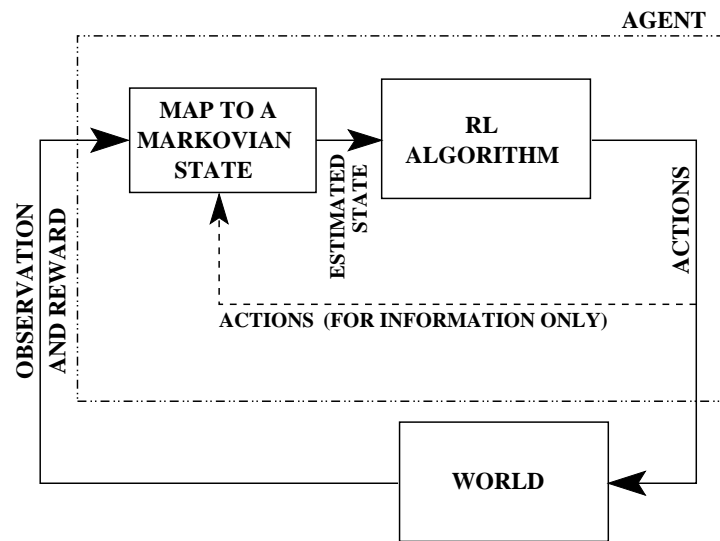 AGENT
MAP TO A
MARKOVIAN
STATE
RL
ALGORITHM
ESTIMATED
STATE
ACTIONS
OBSERVATION
AND REWARD
ACTIONS (FOR INFORMATION ONLY)
WORLD